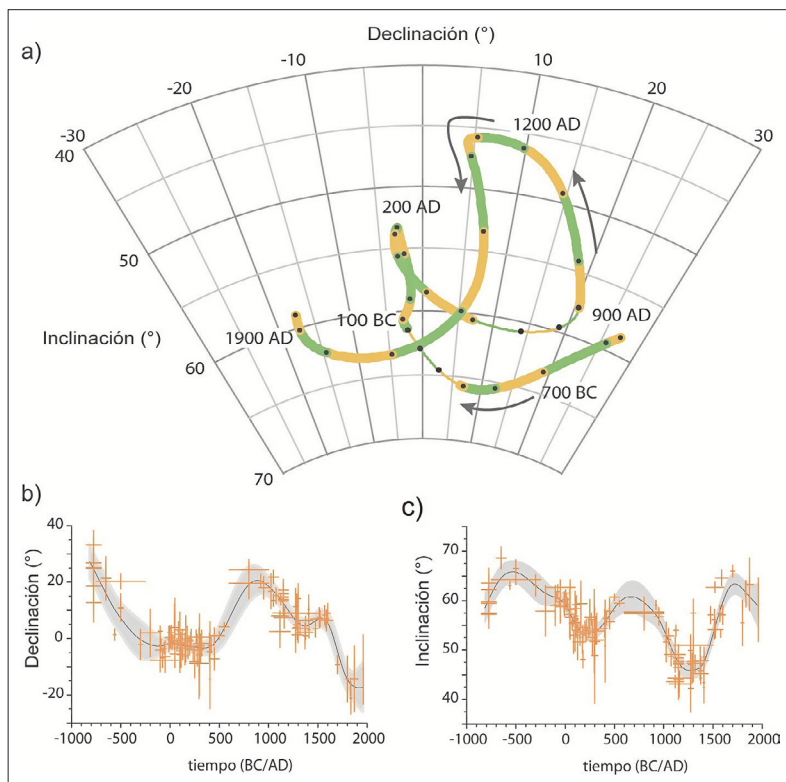 a)
Declinación (°)
-30 -20 -10 10 20 30
40
50
60
70
Inclinación (°)
1200 AD
200 AD
100 BC
900 AD
1900 AD
700 BC
b)
Declinación (°)
40
20
0
-20
-1000 -500 0 500 1000 1500 2000
tiempo (BC/AD)
c)
Inclinación (°)
70
60
50
40
-1000 -500 0 500 1000 1500 2000
tiempo (BC/AD)